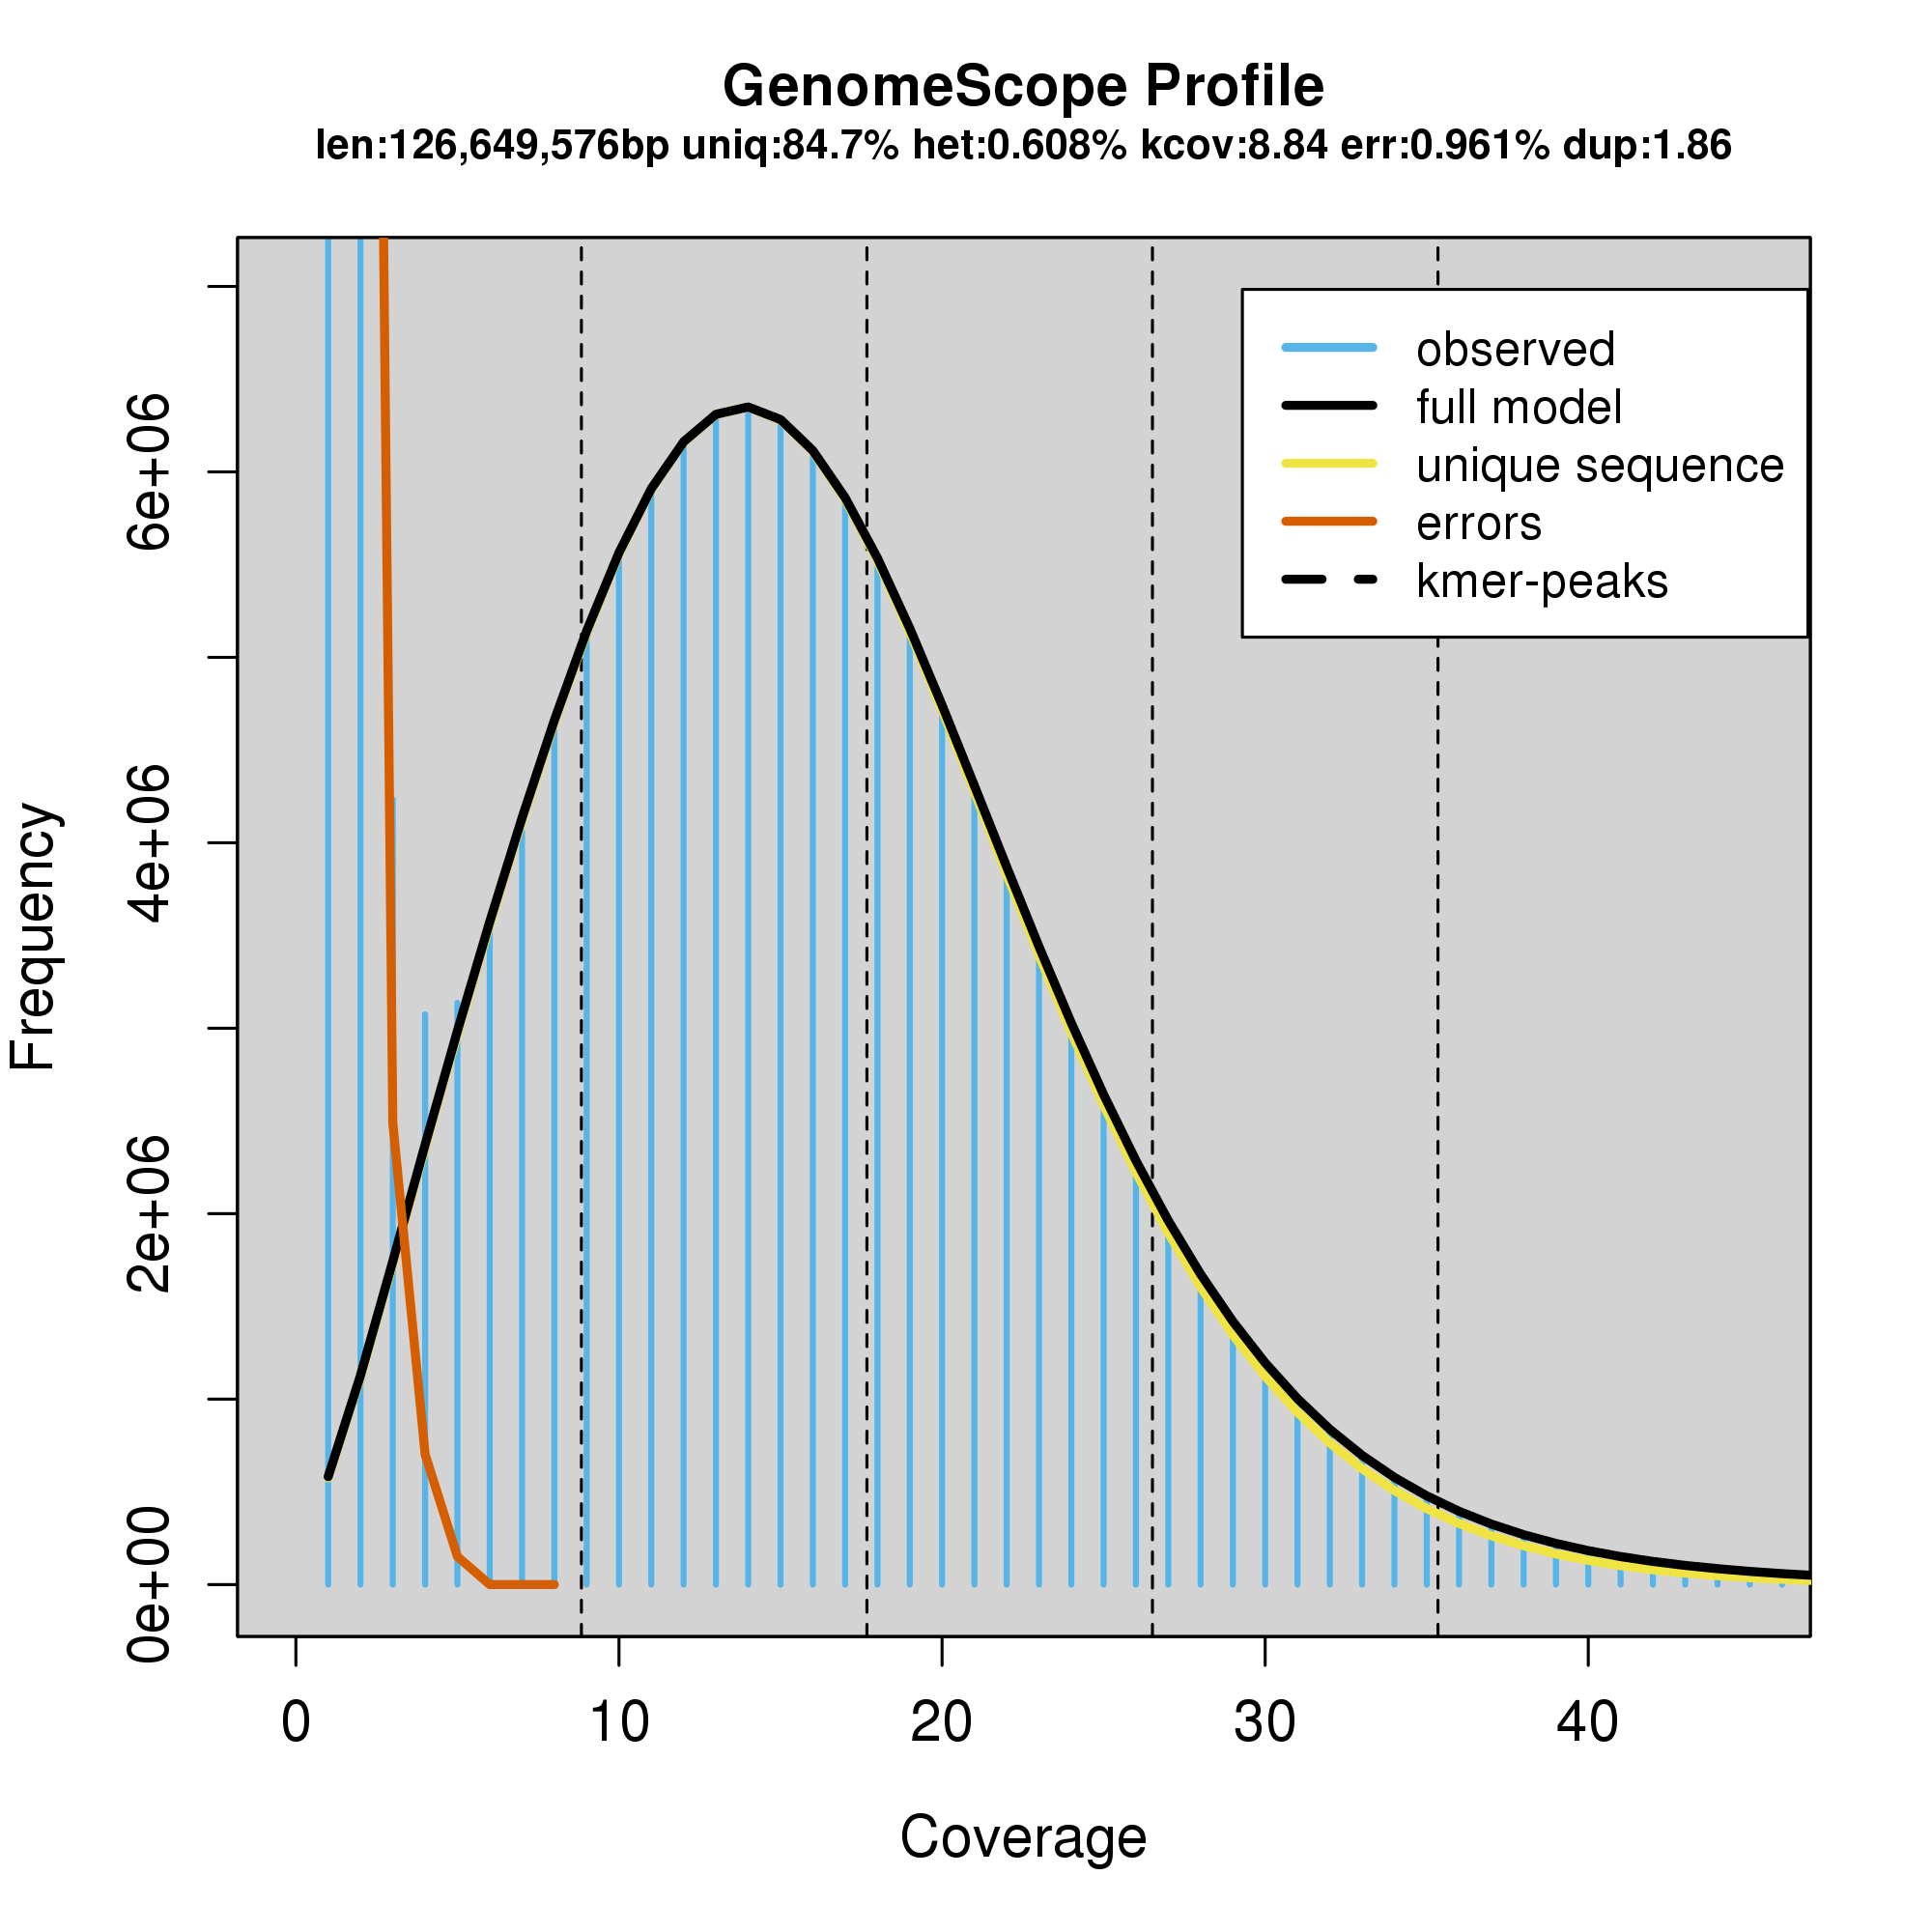 GenomeScope Profile
len:126,649,576bp uniq:84.7% het:0.608% kcov:8.84 err:0.961% dup:1.86
observed
full model
unique sequence
errors
kmer-peaks
Frequency
6e+06
4e+06
2e+06
0e+00
0 10 20 30 40
Coverage